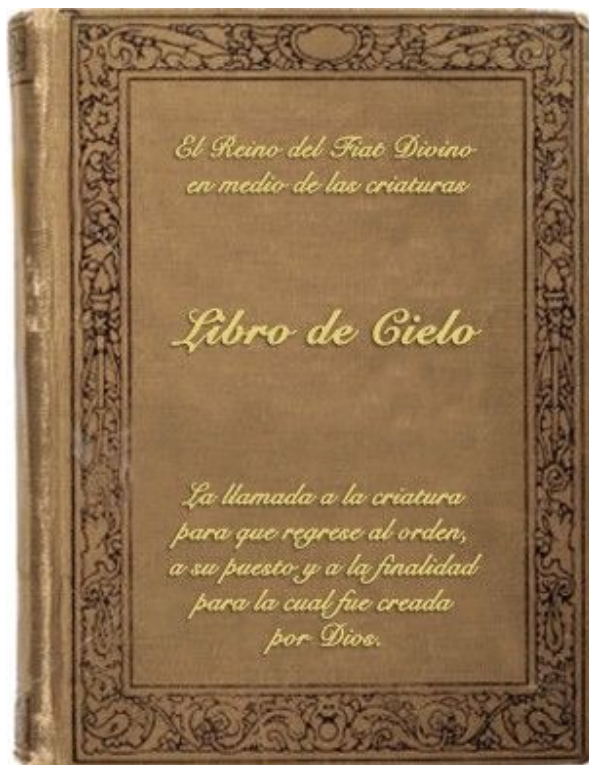 El Reino del Fiat Divino
en medio de las criaturas
Libro de Cielo
La llamada a la criatura
para que regrese al orden,
a su puesto y a la finalidad
para la cual fue creada
por Dios.